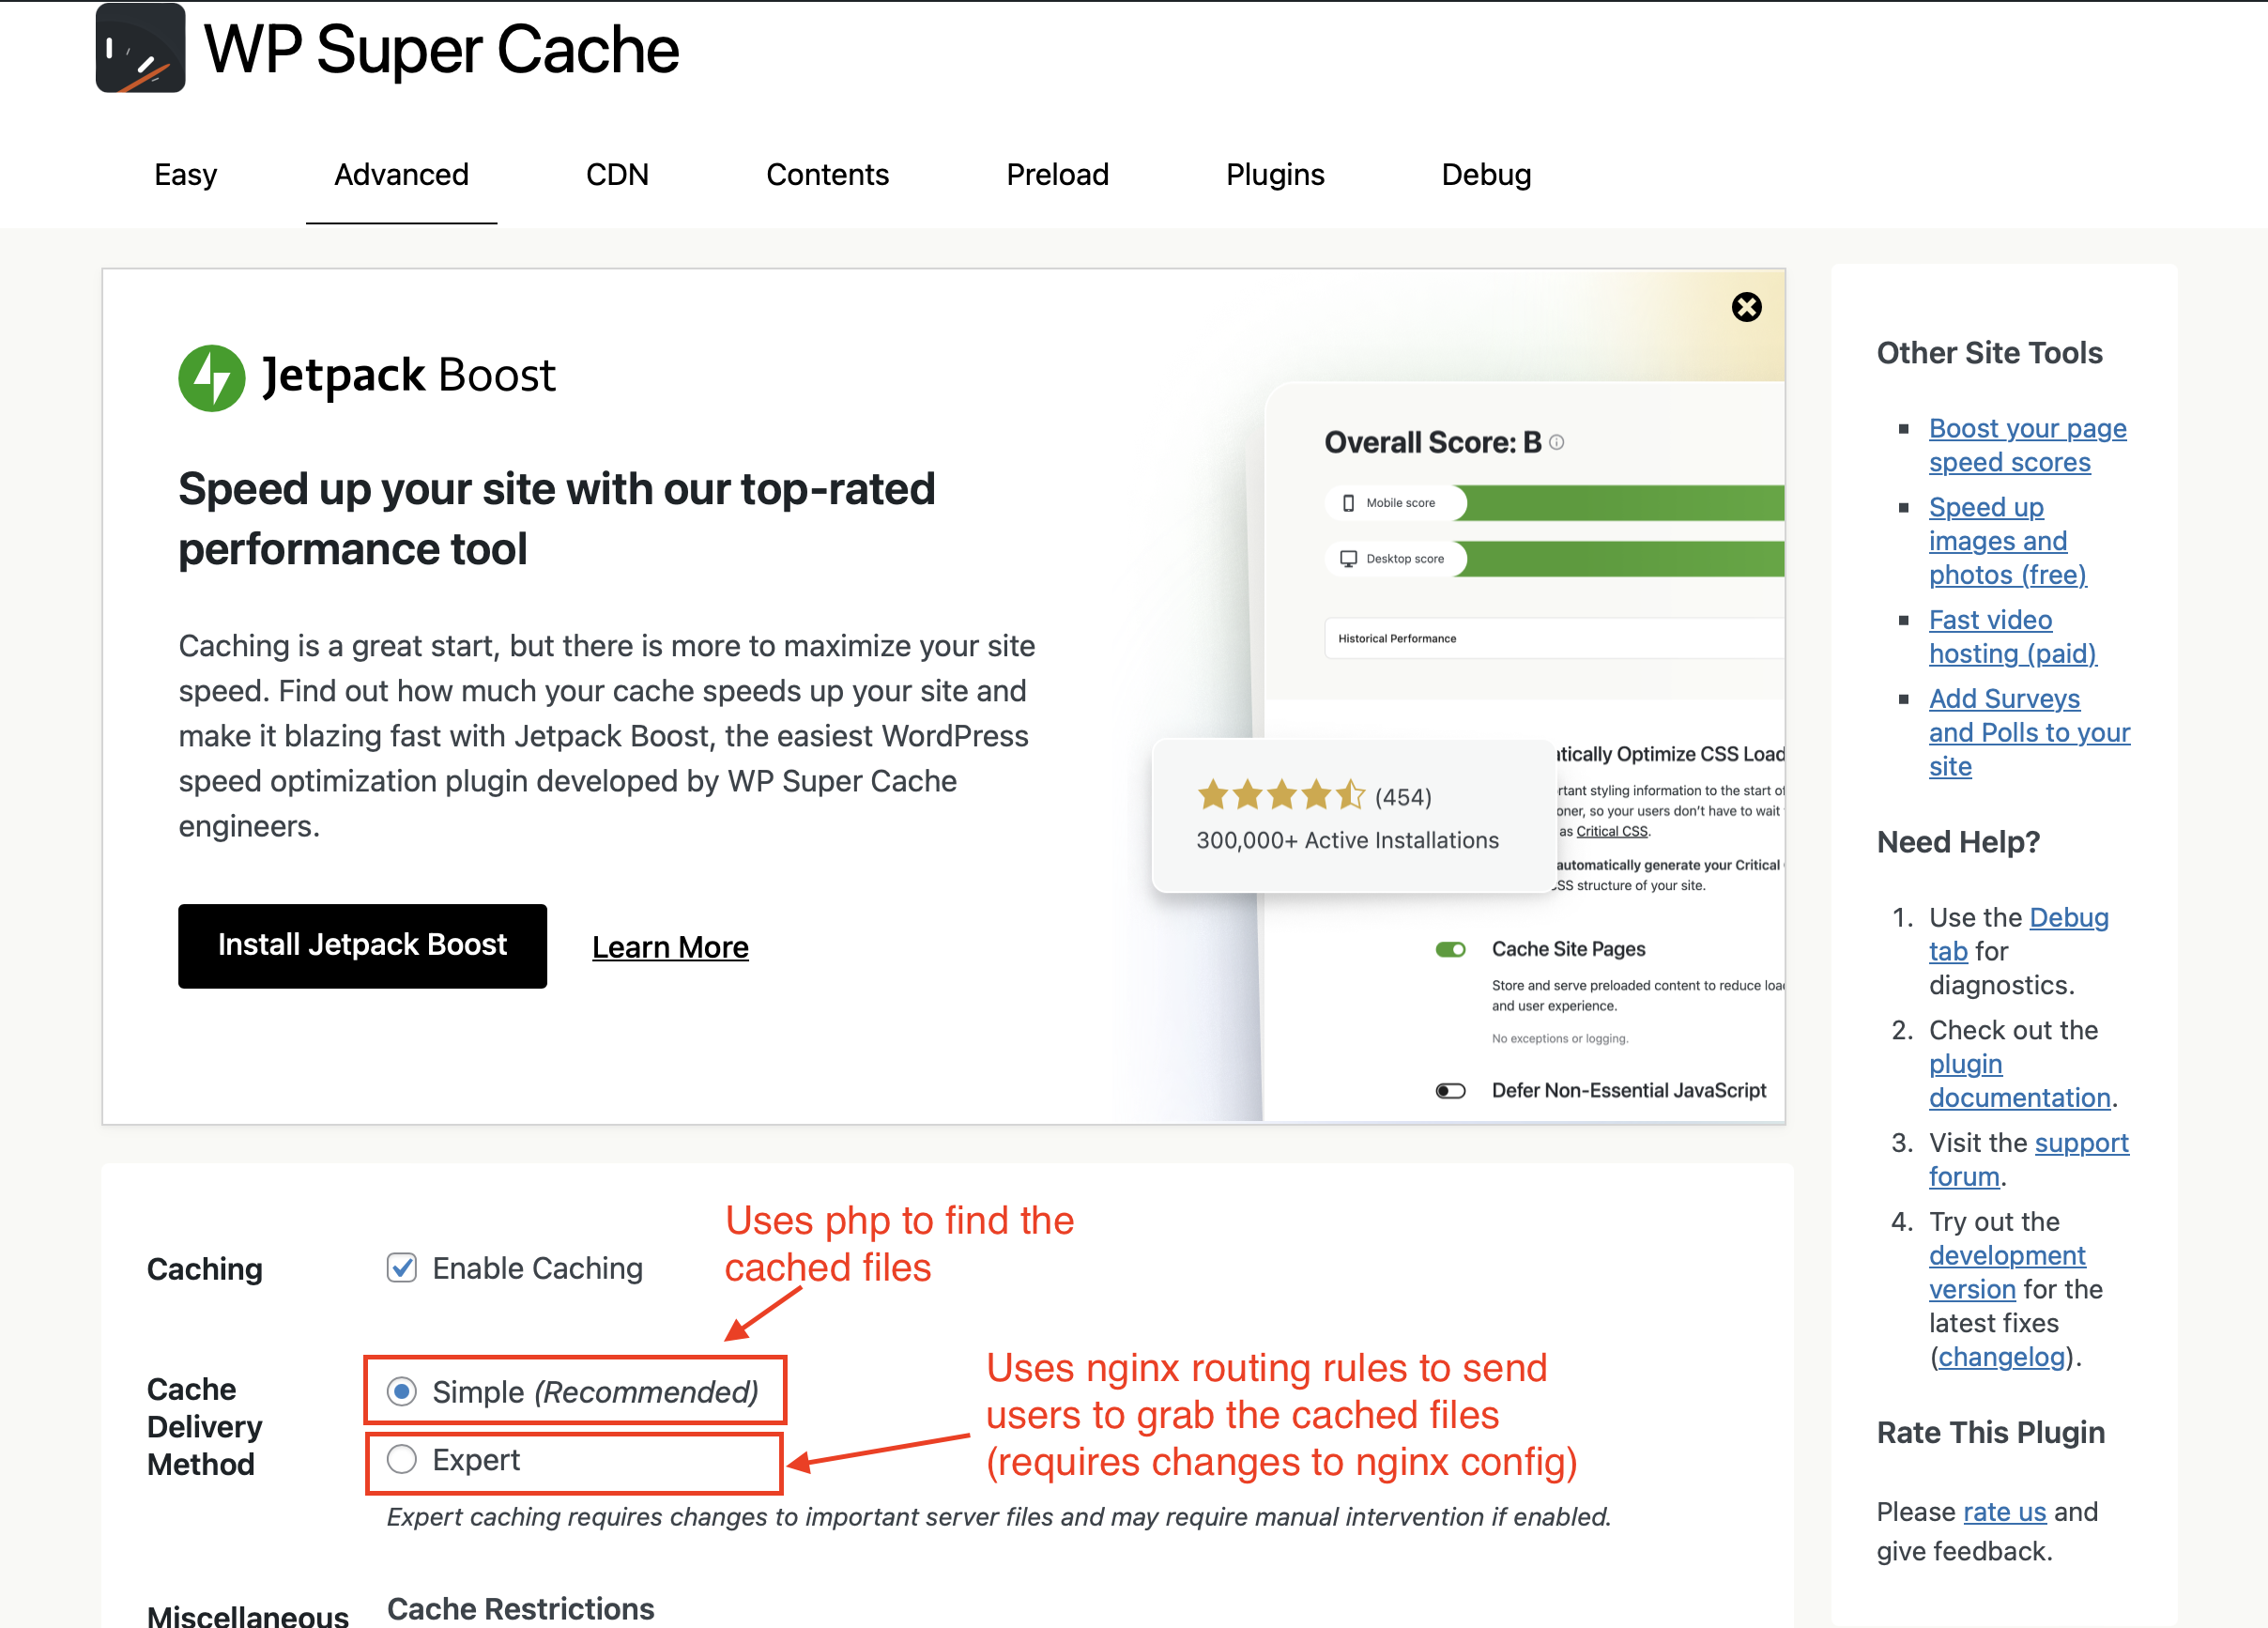 WP Super Cache
Easy
Advanced
CDN
Contents
Preload
Plugins
Debug
Jetpack Boost
Speed up your site with our top-rated
performance tool
Caching is a great start, but there is more to maximize your site
speed. Find out how much your cache speeds up your site and
make it blazing fast with Jetpack Boost, the easiest WordPress
speed optimization plugin developed by WP Super Cache
engineers.
Install Jetpack Boost
Learn More
Overall Score: B
Mobile score
Desktop score
Historical Performance
(454)
300,000+ Active Installations
tically Optimize CSS Load
rtant styling information to the start of
oner, so your users don't have to wait
as Critical CSS.
automatically generate your Critical
SS structure of your site.
Cache Site Pages
Store and serve preloaded content to reduce loa
and user experience.
No exceptions or logging.
Defer Non-Essential JavaScript
Other Site Tools
Boost your page
speed scores
Speed up
images and
photos (free)
Fast video
hosting (paid)
Add Surveys
and Polls to your
site
Need Help?
1. Use the Debug
tab for
diagnostics.
2. Check out the
plugin
documentation.
3. Visit the support
forum.
4. Try out the
development
version for the
latest fixes
(changelog).
Rate This Plugin
Please rate us and
give feedback.
Uses php to find the
cached files
Caching
Enable Caching
Cache
Delivery
Method
Simple (Recommended)
Expert
Uses nginx routing rules to send
users to grab the cached files
(requires changes to nginx config)
Expert caching requires changes to important server files and may require manual intervention if enabled.
Miscellaneous
Cache Restrictions